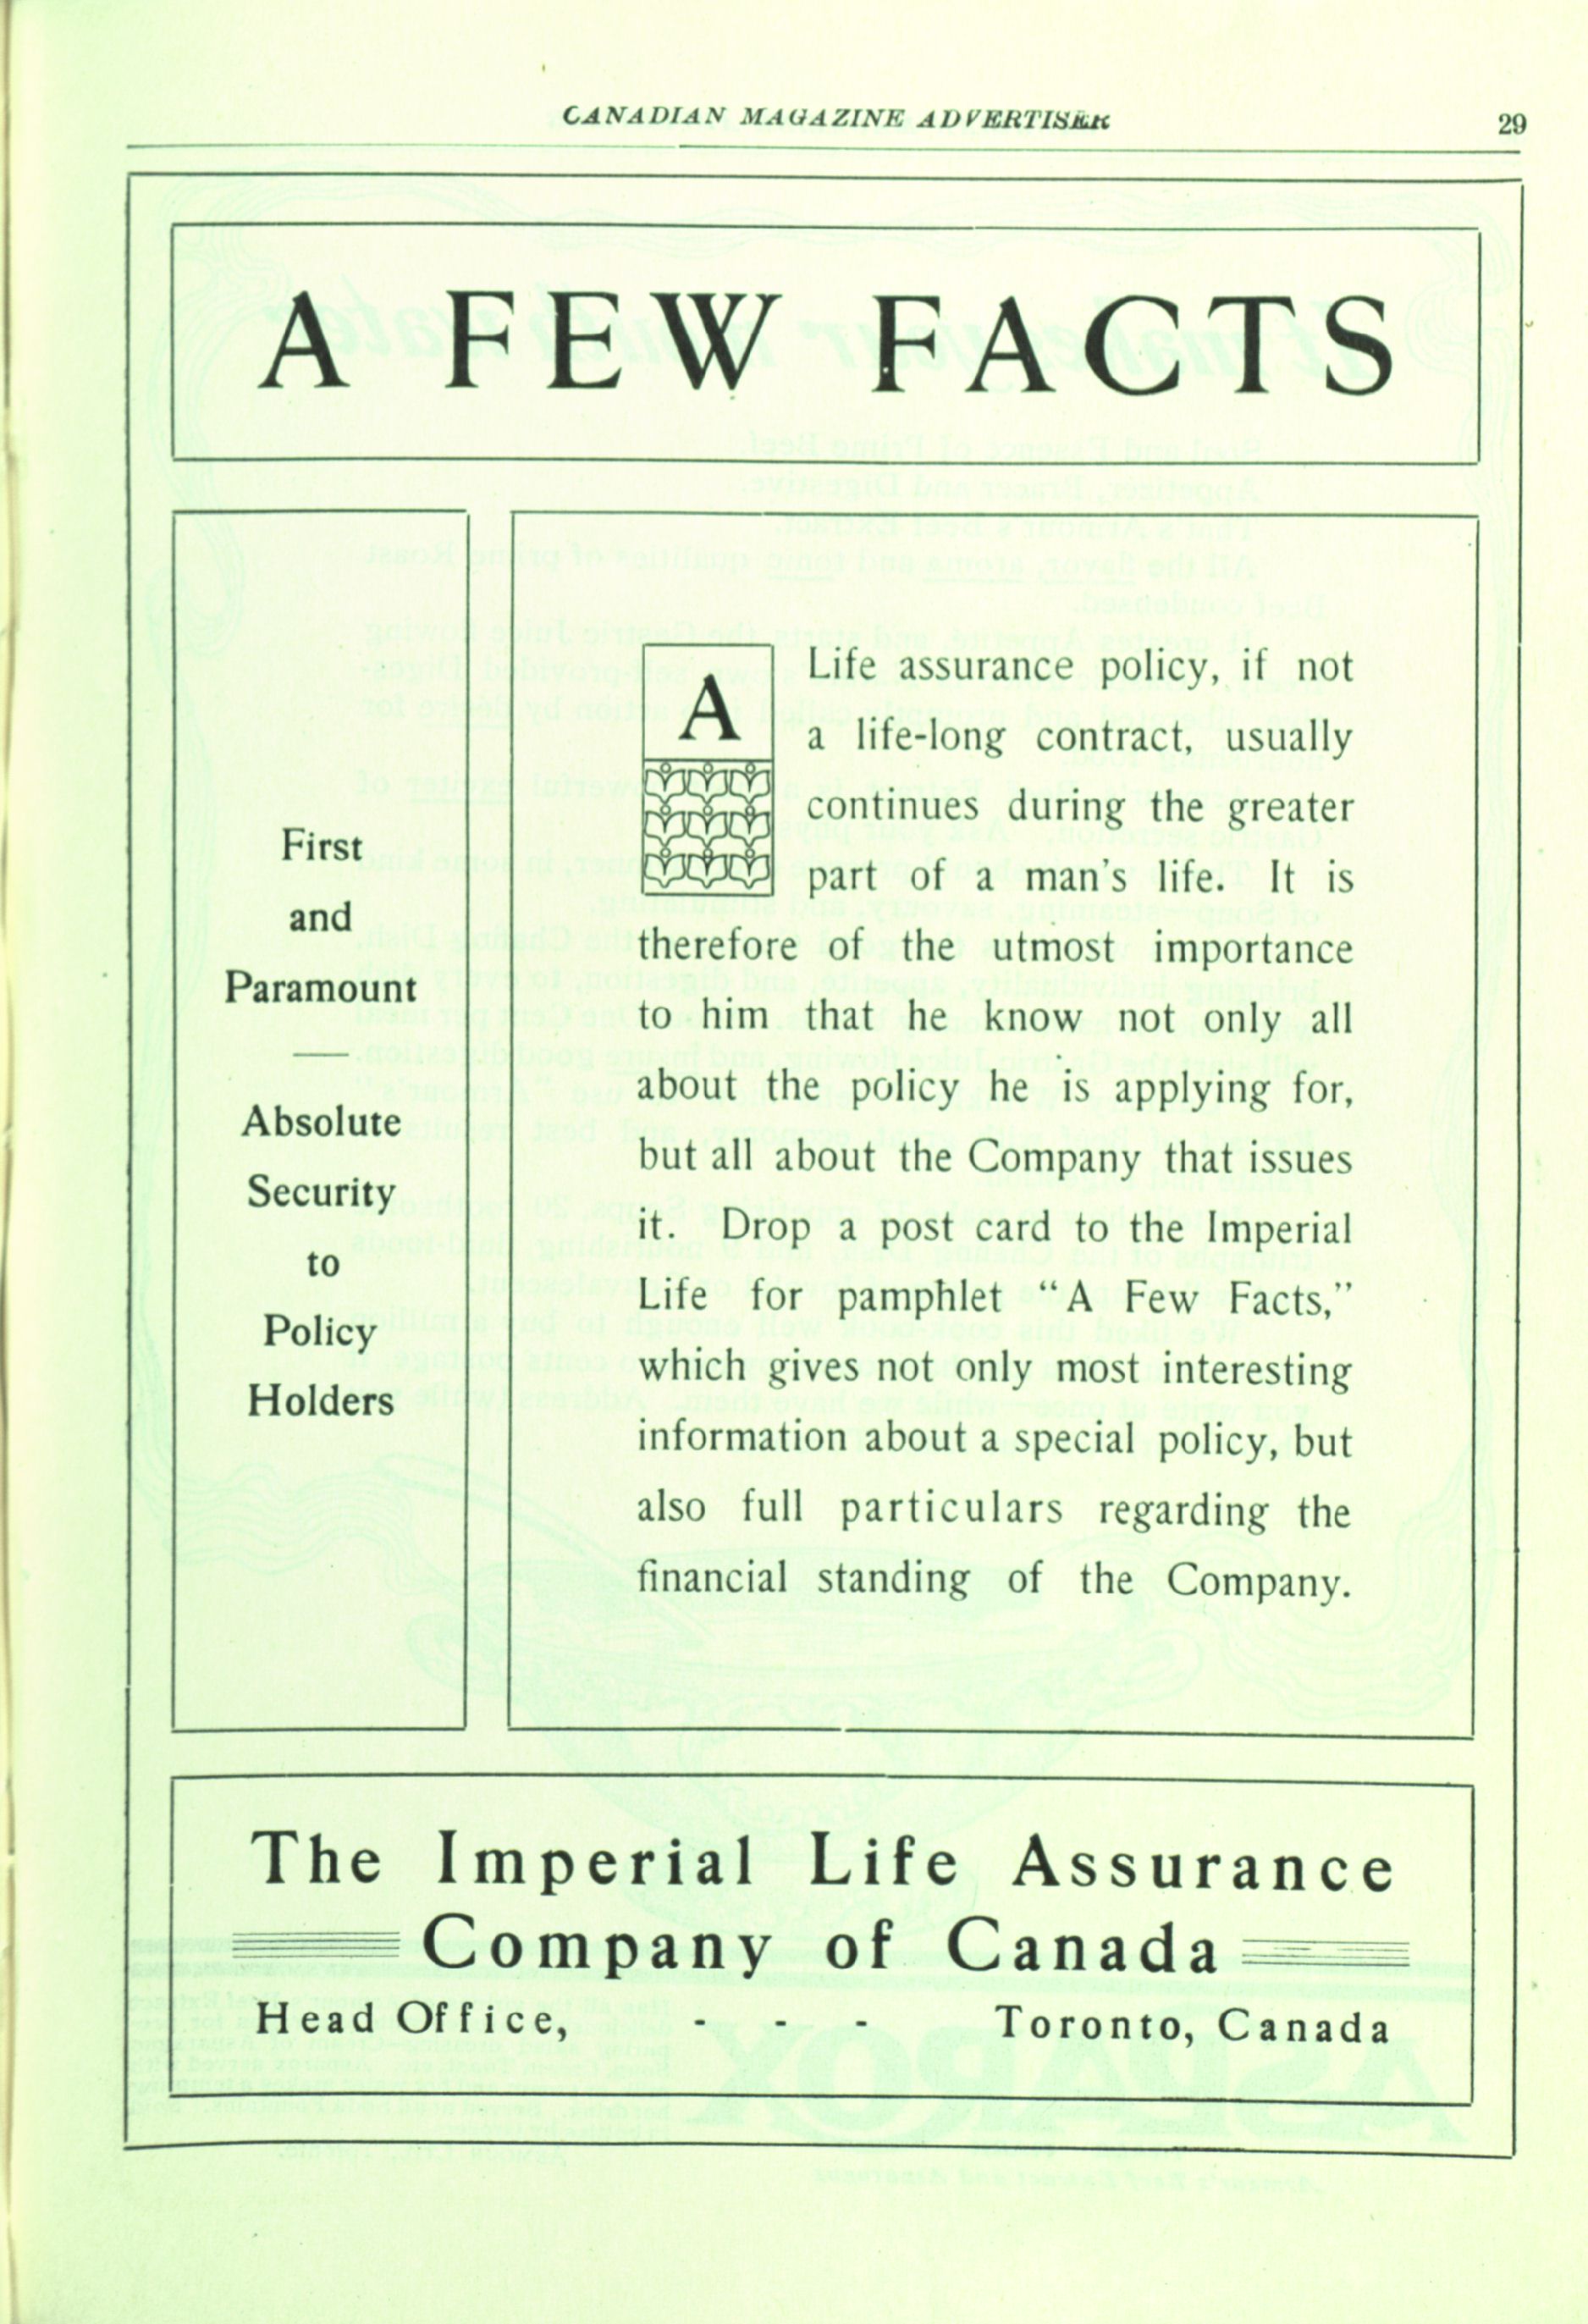 CANADIAN MAGAZINE ADVERTISER
29
A FEW FACTS
First
and
Paramount
Absolute
Security
to
Policy
Holders
A Life assurance policy, if not
a life-long contract, usually
continues during the greater
part of a man's life. It is
therefore of the utmost importance
to him that he know not only all
about the policy he is applying for,
but all about the Company that issues
it. Drop a post card to the Imperial
Life for pamphlet "A Few Facts,"
which gives not only most interesting
information about a special policy, but
also full particulars regarding the
financial standing of the Company.
The Imperial Life Assurance
Company of Canada
Head Office, - - - Toronto, Canada